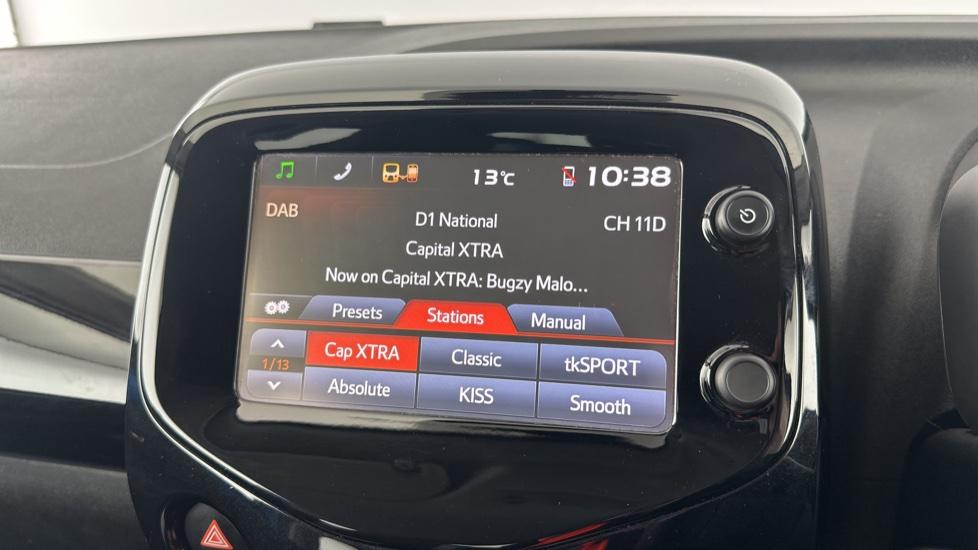 13°C 10:38
DAB D1 National CH 11D
Capital XTRA
Now on Capital XTRA: Bugzy Malo...
Presets Stations Manual
1/13 Cap XTRA Classic tkSPORT
Absolute KISS Smooth